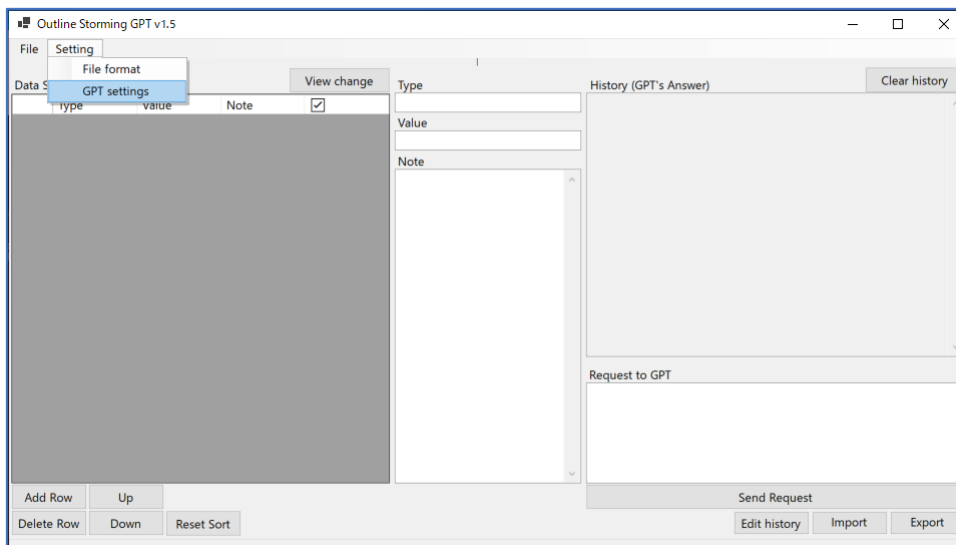 Outline Storming GPT v1.5
File Setting
File format
GPT settings
Data S
View change
Type Value Note
Type
Value
Note
History (GPT's Answer)
Clear history
Request to GPT
Add Row Up
Delete Row Down Reset Sort
Send Request
Edit history Import Export